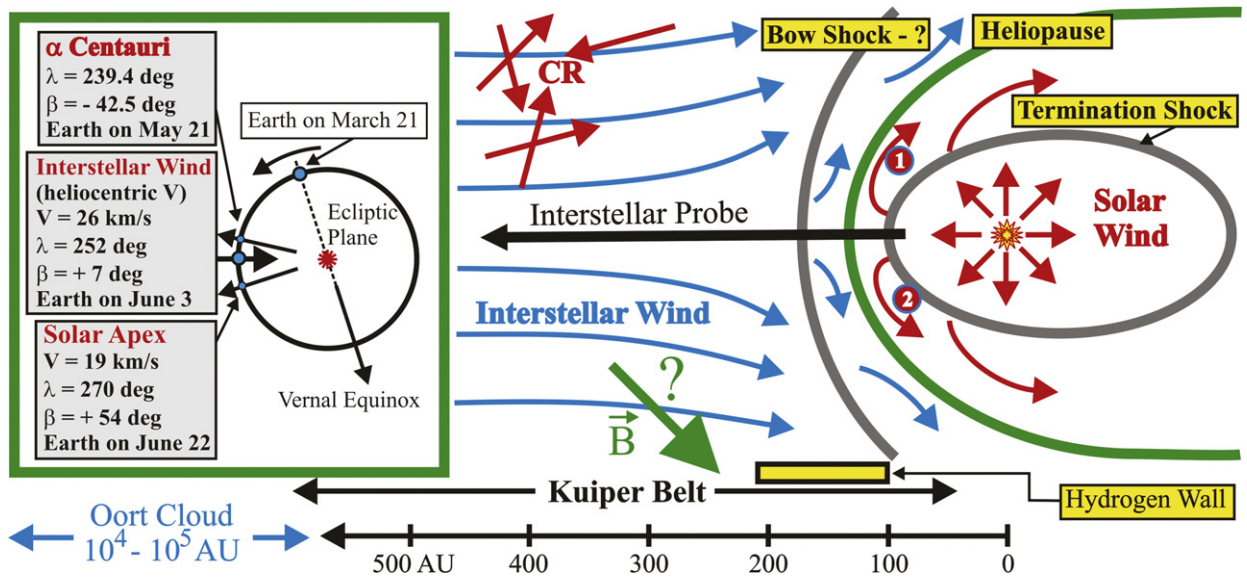 α Centauri
λ = 239.4 deg
β = - 42.5 deg
Earth on May 21
Interstellar Wind
(heliocentric V)
V = 26 km/s
λ = 252 deg
β = + 7 deg
Earth on June 3
Solar Apex
V = 19 km/s
λ = 270 deg
β = + 54 deg
Earth on June 22
Earth on March 21
Ecliptic
Plane
Vernal Equinox
CR
Bow Shock - ?
Heliopause
Termination Shock
1
Interstellar Probe
Solar
Wind
2
Interstellar Wind
?
B
Kuiper Belt
Hydrogen Wall
Oort Cloud
10⁴ - 10⁵ AU
500 AU
400
300
200
100
0